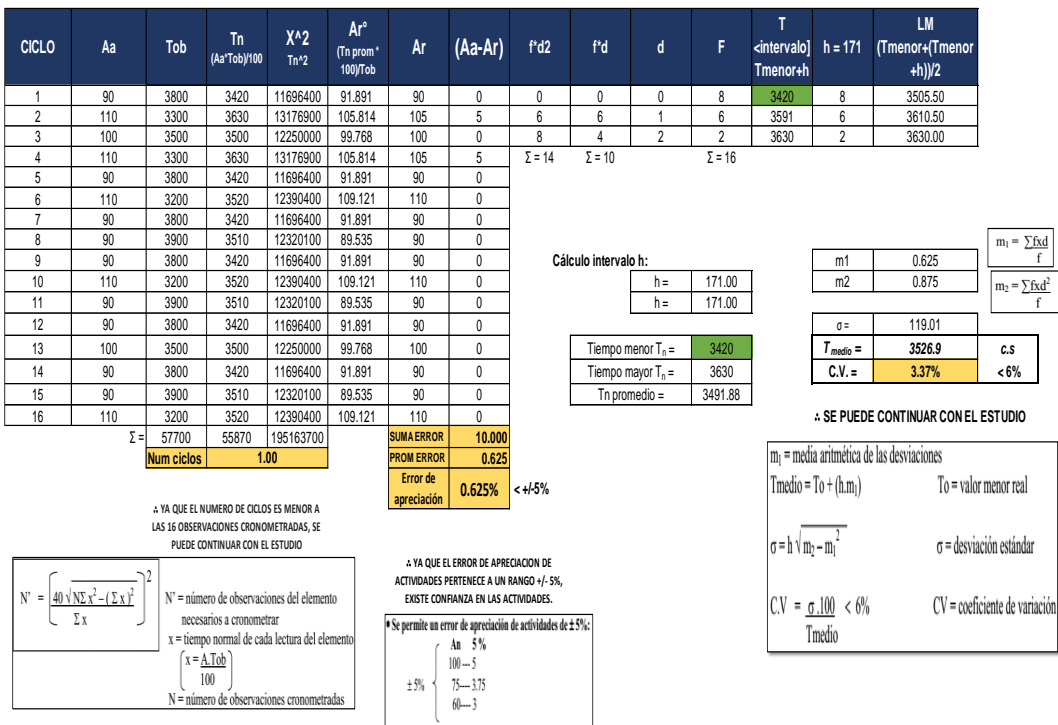 CICLO Aa Tob Tn (Aa*Tob)/100 X^2 Tn^2 Ar° (Tn prom * 100)/Tob Ar (Aa-Ar) f*d2 f*d d F T <intervalo] Tmenor+h h = 171 LM (Tmenor+(Tmenor +h))/2
1 90 3800 3420 11696400 91.891 90 0 0 0 0 8 3420 8 3505.50
2 110 3300 3630 13176900 105.814 105 5 6 6 1 6 3591 6 3610.50
3 100 3500 3500 12250000 99.768 100 0 8 4 2 2 3630 2 3630.00
4 110 3300 3630 13176900 105.814 105 5 Σ = 14 Σ = 10 Σ = 16
5 90 3800 3420 11696400 91.891 90 0
6 110 3200 3520 12390400 109.121 110 0
7 90 3800 3420 11696400 91.891 90 0
8 90 3900 3510 12320100 89.535 90 0
9 90 3800 3420 11696400 91.891 90 0
10 110 3200 3520 12390400 109.121 110 0
11 90 3900 3510 12320100 89.535 90 0
12 90 3800 3420 11696400 91.891 90 0
13 100 3500 3500 12250000 99.768 100 0
14 90 3800 3420 11696400 91.891 90 0
15 90 3900 3510 12320100 89.535 90 0
16 110 3200 3520 12390400 109.121 110 0
Σ = 57700 55870 195163700 SUMA ERROR 10.000
Num ciclos 1.00 PROM ERROR 0.625
Error de apreciación 0.625% < +/-5%
Cálculo intervalo h:
h = 171.00
h = 171.00
Tiempo menor Tn = 3420
Tiempo mayor Tn = 3630
Tn promedio = 3491.88
m1 0.625
m2 0.875
m₁ = ∑fxd / f
m₂ = ∑fxd² / f
σ = 119.01
T medio = 3526.9 c.s
C.V. = 3.37% < 6%
∴ SE PUEDE CONTINUAR CON EL ESTUDIO
m₁ = media aritmética de las desviaciones
Tmedio = To + (h.m₁) To = valor menor real
σ = h √ m₂ – m₁² σ = desviación estándar
C.V = σ .100 / Tmedio < 6% CV = coeficiente de variación
∴ YA QUE EL NUMERO DE CICLOS ES MENOR A
LAS 16 OBSERVACIONES CRONOMETRADAS, SE
PUEDE CONTINUAR CON EL ESTUDIO
N' = ( 40 √ NΣ x² – ( Σ x )² / Σ x )²
N' = número de observaciones del elemento
necesarios a cronometrar
x = tiempo normal de cada lectura del elemento
( x = A.Tob / 100 )
N = número de observaciones cronometradas
∴ YA QUE EL ERROR DE APRECIACION DE
ACTIVIDADES PERTENECE A UN RANGO +/- 5%,
EXISTE CONFIANZA EN LAS ACTIVIDADES.
• Se permite un error de apreciación de actividades de ± 5%:
An 5 %
100 --- 5
± 5% { 75---- 3.75
60---- 3